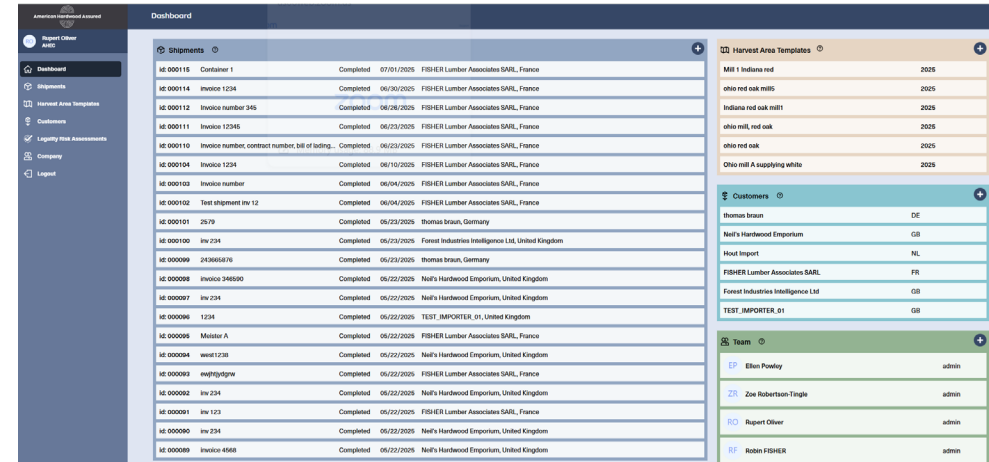 American Hardwood Assured
Dashboard
RO
Rupert Oliver
AHEC
Dashboard
Shipments
Harvest Area Templates
Customers
Legality Risk Assessments
Company
Logout
Shipments
id: 000115 Container 1 Completed 07/01/2025 FISHER Lumber Associates SARL, France
id: 000114 invoice 1234 Completed 06/30/2025 FISHER Lumber Associates SARL, France
id: 000112 Invoice number 345 Completed 06/26/2025 FISHER Lumber Associates SARL, France
id: 000111 Invoice 12345 Completed 06/23/2025 FISHER Lumber Associates SARL, France
id: 000110 Invoice number, contract number, bill of lading... Completed 06/23/2025 FISHER Lumber Associates SARL, France
id: 000104 Invoice 1234 Completed 06/10/2025 FISHER Lumber Associates SARL, France
id: 000103 Invoice number Completed 06/04/2025 FISHER Lumber Associates SARL, France
id: 000102 Test shipment inv 12 Completed 06/04/2025 FISHER Lumber Associates SARL, France
id: 000101 2579 Completed 05/23/2025 thomas braun, Germany
id: 000100 inv 234 Completed 05/23/2025 Forest Industries Intelligence Ltd, United Kingdom
id: 000099 243665876 Completed 05/23/2025 thomas braun, Germany
id: 000098 invoice 346590 Completed 05/22/2025 Neil's Hardwood Emporium, United Kingdom
id: 000097 inv 234 Completed 05/22/2025 Neil's Hardwood Emporium, United Kingdom
id: 000096 1234 Completed 05/22/2025 TEST_IMPORTER_01, United Kingdom
id: 000095 Meister A Completed 05/22/2025 FISHER Lumber Associates SARL, France
id: 000094 west1238 Completed 05/22/2025 Neil's Hardwood Emporium, United Kingdom
id: 000093 ewjhtjydgrw Completed 05/22/2025 FISHER Lumber Associates SARL, France
id: 000092 inv 234 Completed 05/22/2025 Neil's Hardwood Emporium, United Kingdom
id: 000091 inv 123 Completed 05/22/2025 FISHER Lumber Associates SARL, France
id: 000090 inv 234 Completed 05/22/2025 Neil's Hardwood Emporium, United Kingdom
id: 000089 invoice 4568 Completed 05/22/2025 Neil's Hardwood Emporium, United Kingdom
zoom
Harvest Area Templates
Mill 1 Indiana red 2025
ohio red oak mill5 2025
Indiana red oak mill1 2025
ohio mill, red oak 2025
ohio red oak 2025
Ohio mill A supplying white 2025
Customers
thomas braun DE
Neil's Hardwood Emporium GB
Hout Import NL
FISHER Lumber Associates SARL FR
Forest Industries Intelligence Ltd GB
TEST_IMPORTER_01 GB
Team
EP Ellen Powley admin
ZR Zoe Robertson-Tingle admin
RO Rupert Oliver admin
RF Robin FISHER admin